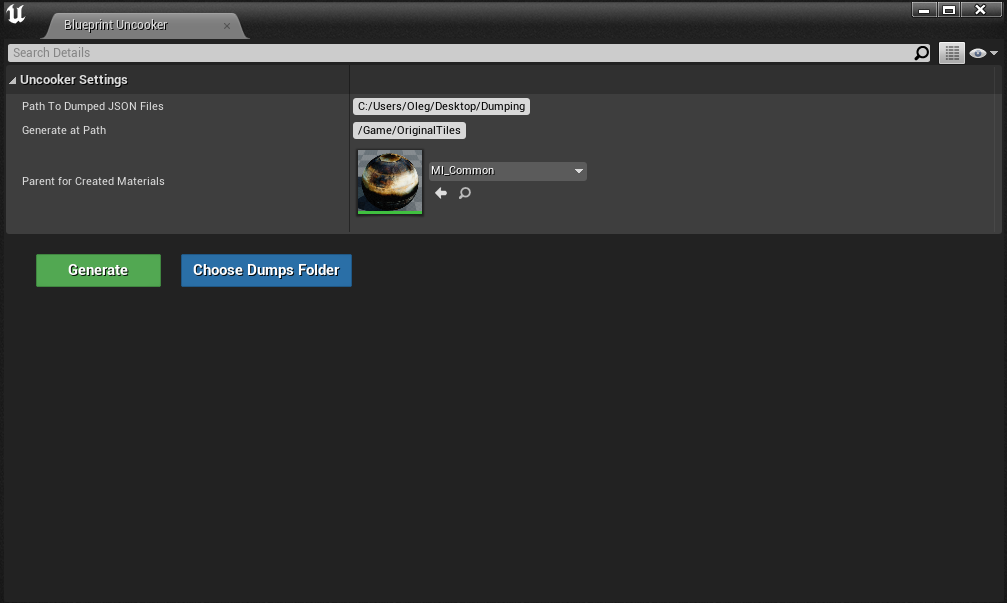 Blueprint Uncooker
Search Details
Uncooker Settings
Path To Dumped JSON Files
C:/Users/Oleg/Desktop/Dumping
Generate at Path
/Game/OriginalTiles
Parent for Created Materials
MI_Common
Generate
Choose Dumps Folder